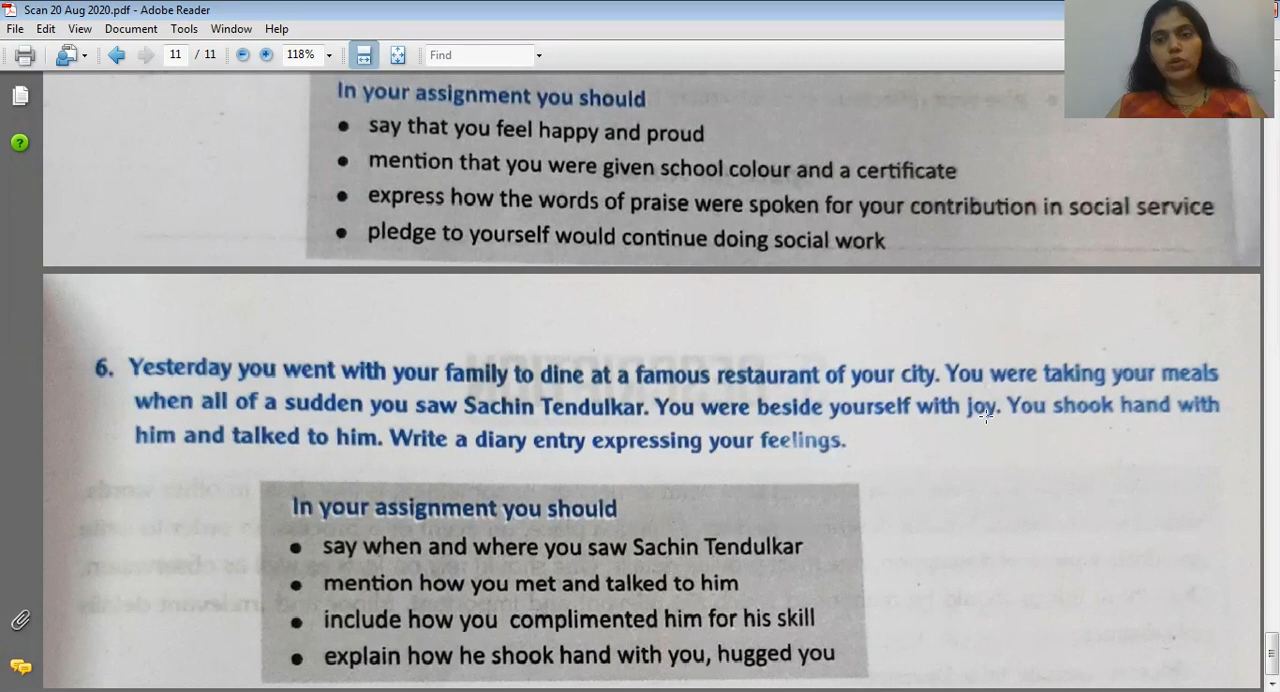 Scan 20 Aug 2020.pdf - Adobe Reader
File Edit View Document Tools Window Help
11 / 11 118% Find
In your assignment you should
• say that you feel happy and proud
• mention that you were given school colour and a certificate
• express how the words of praise were spoken for your contribution in social service
• pledge to yourself would continue doing social work
6. Yesterday you went with your family to dine at a famous restaurant of your city. You were taking your meals
when all of a sudden you saw Sachin Tendulkar. You were beside yourself with joy. You shook hand with
him and talked to him. Write a diary entry expressing your feelings.
In your assignment you should
• say when and where you saw Sachin Tendulkar
• mention how you met and talked to him
• include how you complimented him for his skill
• explain how he shook hand with you, hugged you